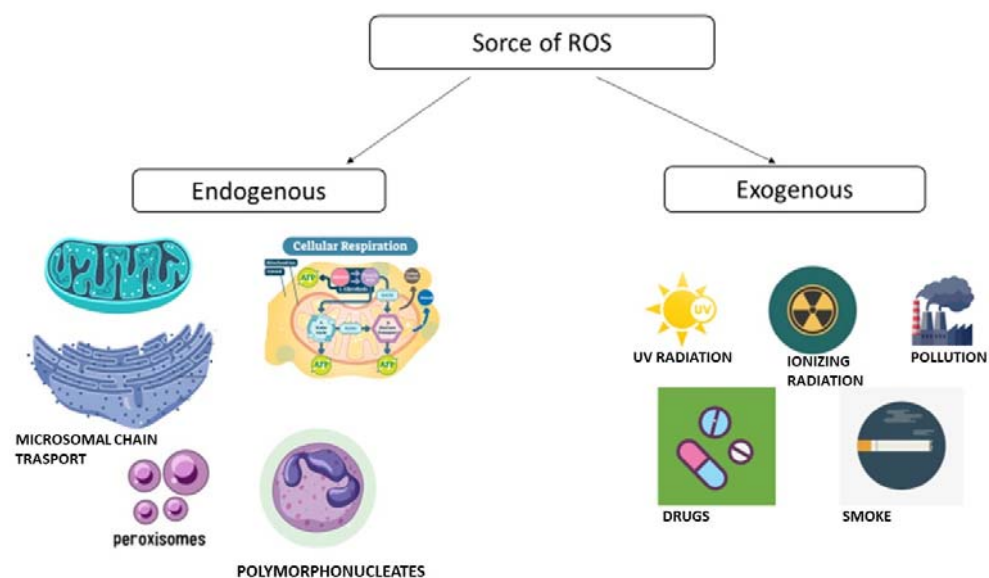 Sorce of ROS
Endogenous
Exogenous
Cellular Respiration
ATP
ATP
ATP
UV
UV RADIATION
IONIZING
RADIATION
POLLUTION
MICROSOMAL CHAIN
TRASPORT
peroxisomes
POLYMORPHONUCLEATES
DRUGS
SMOKE